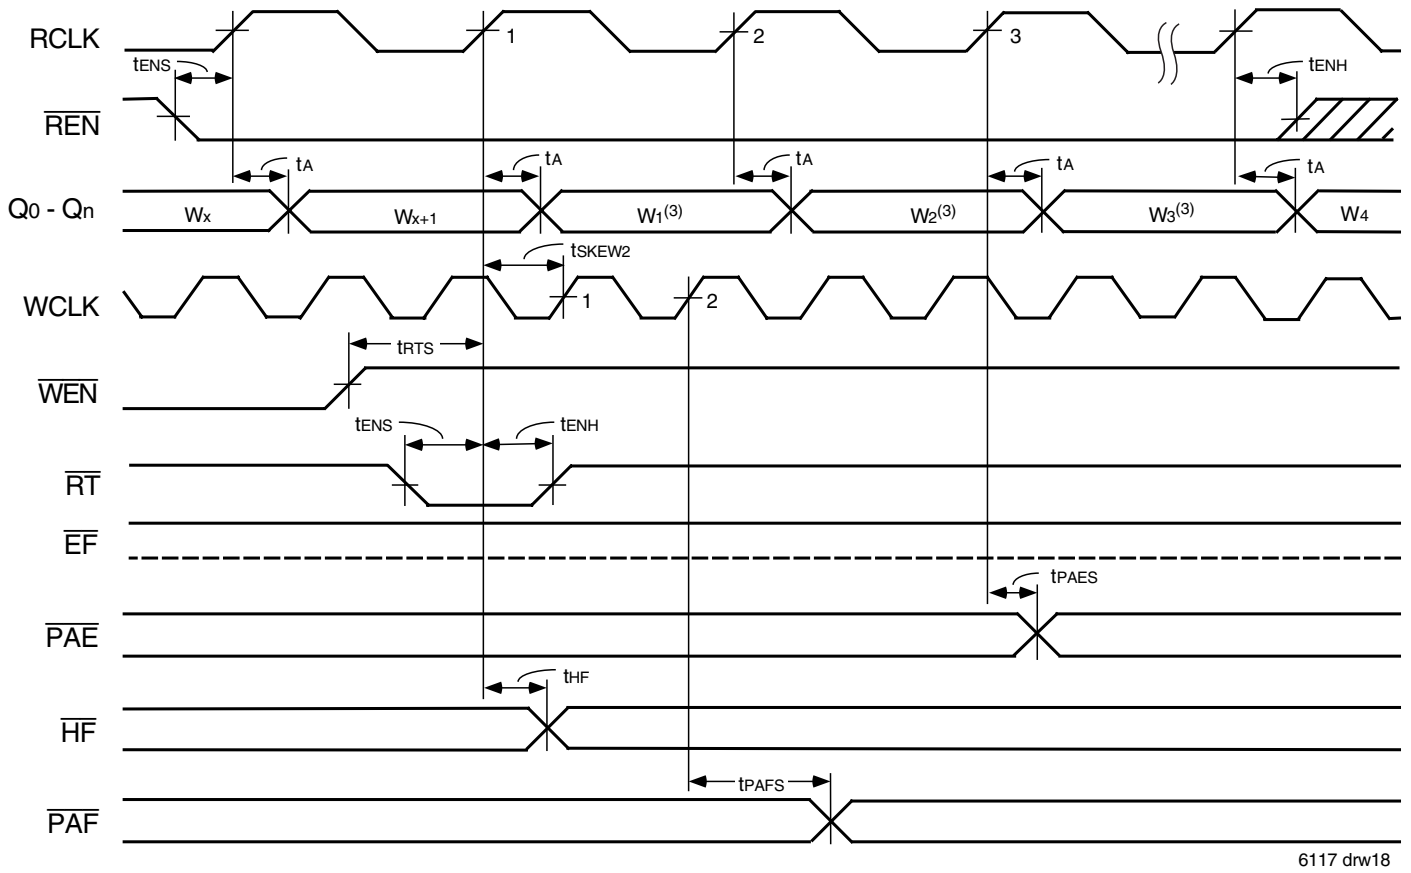 RCLK 1 2 3
tENS tENH
REN
tA tA tA tA tA
Q0 - Qn Wx Wx+1 W1(3) W2(3) W3(3) W4
tSKEW2
WCLK 1 2
tRTS
WEN
tENS tENH
RT
EF
tPAES
PAE
tHF
HF
tPAFS
PAF
6117 drw18